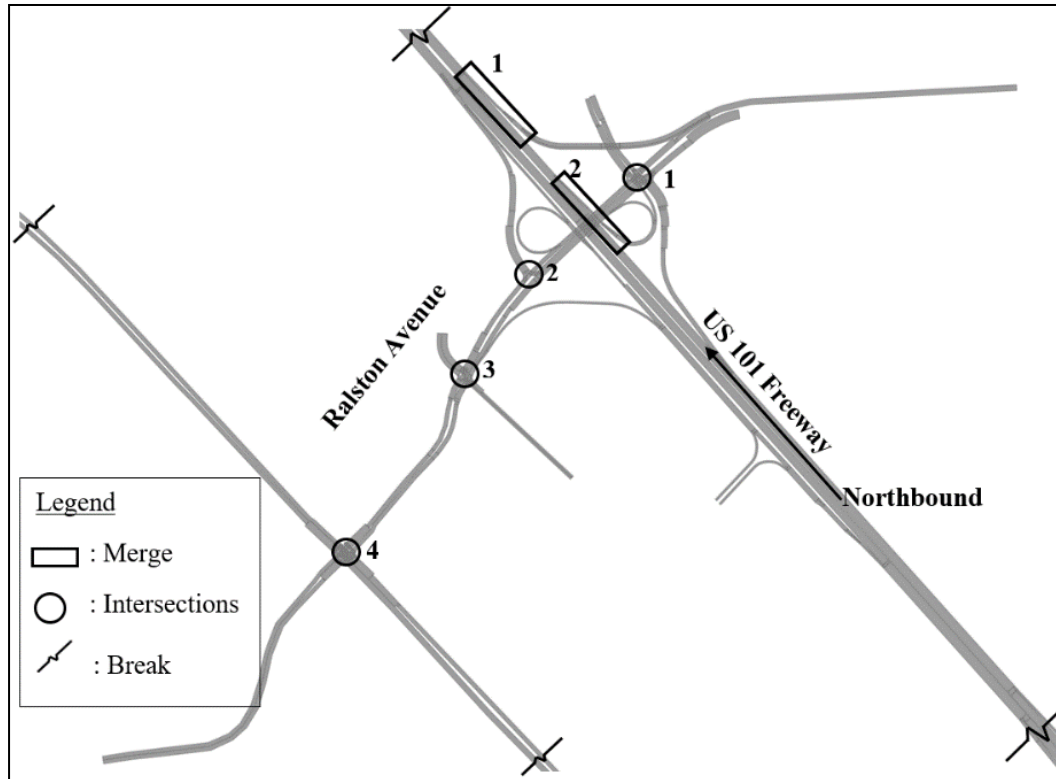 1
2
1
2
3
4
Ralston Avenue
US 101 Freeway
Northbound
Legend
: Merge
: Intersections
: Break